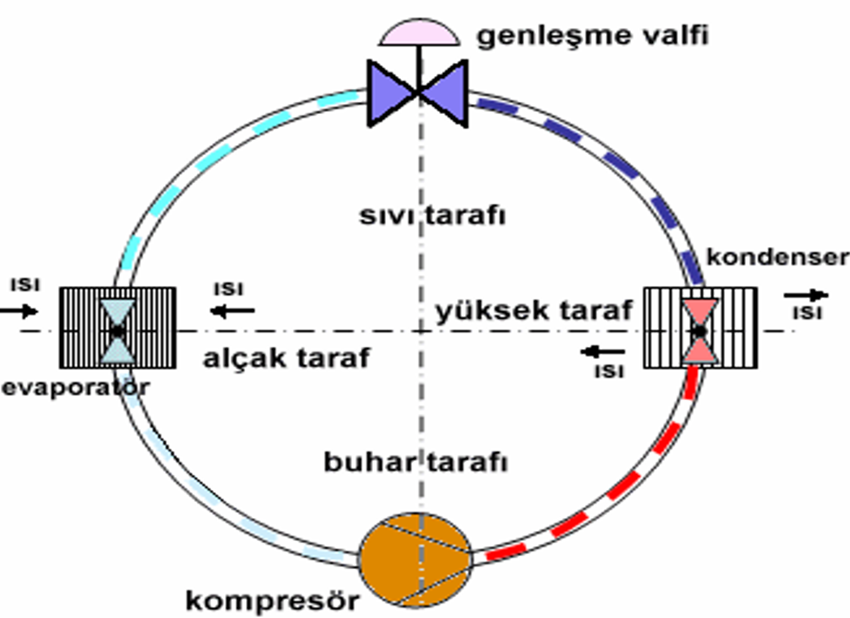 genleşme valfi
sıvı tarafı
kondenser
ısı
ısı
ısı
yüksek taraf
alçak taraf
ısı
evaporatör
buhar tarafı
kompresör